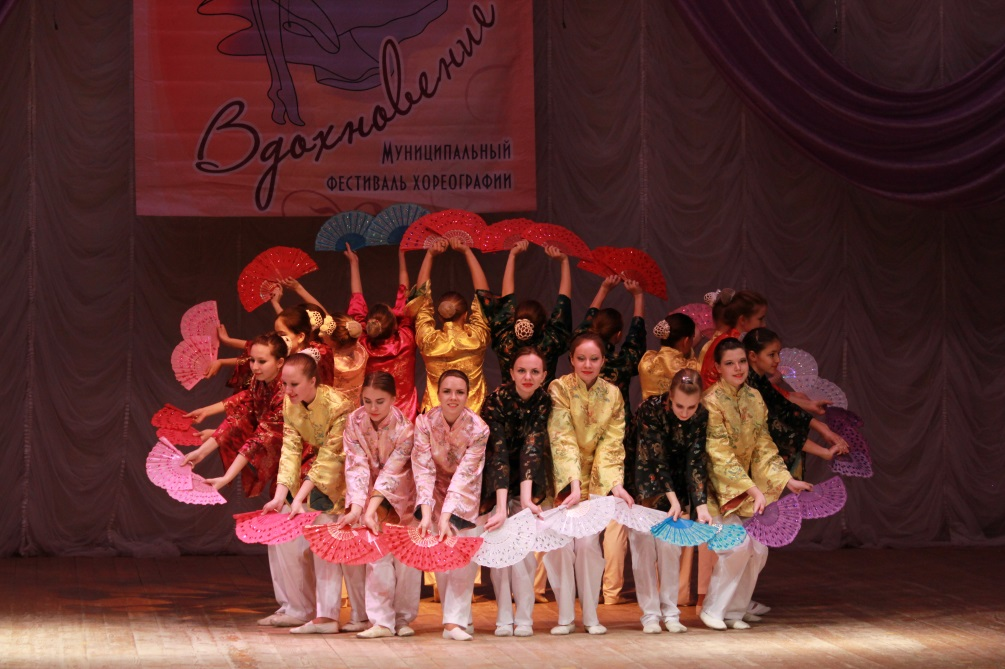 Вдохновение
Муниципальный
фестиваль хореографии